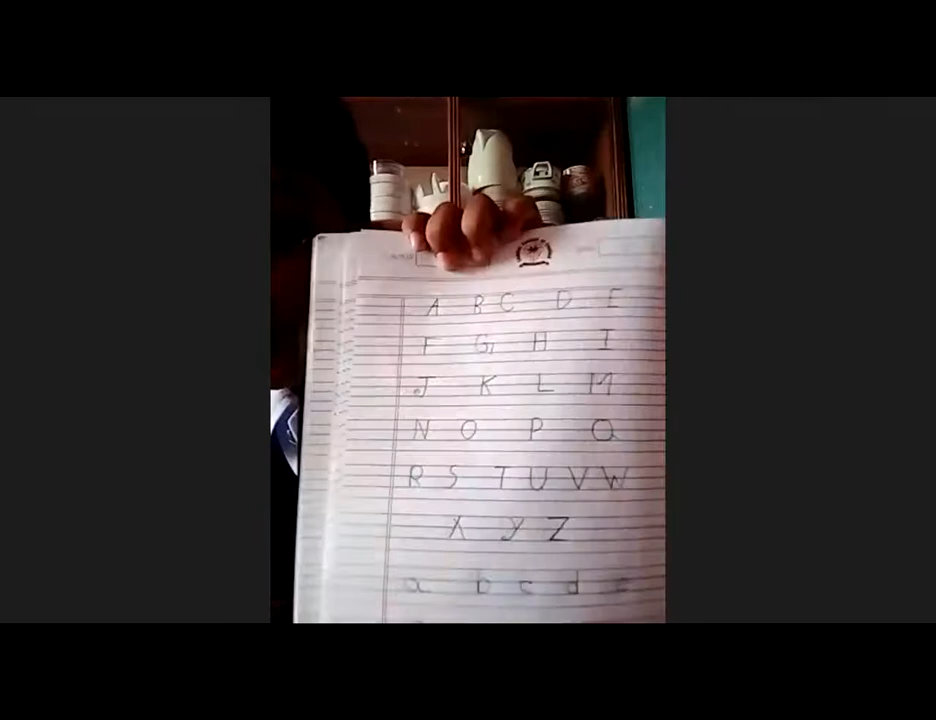 A B C D E
F G H I
J K L M
N O P Q
R S T U V W
X Y Z
a b c d e